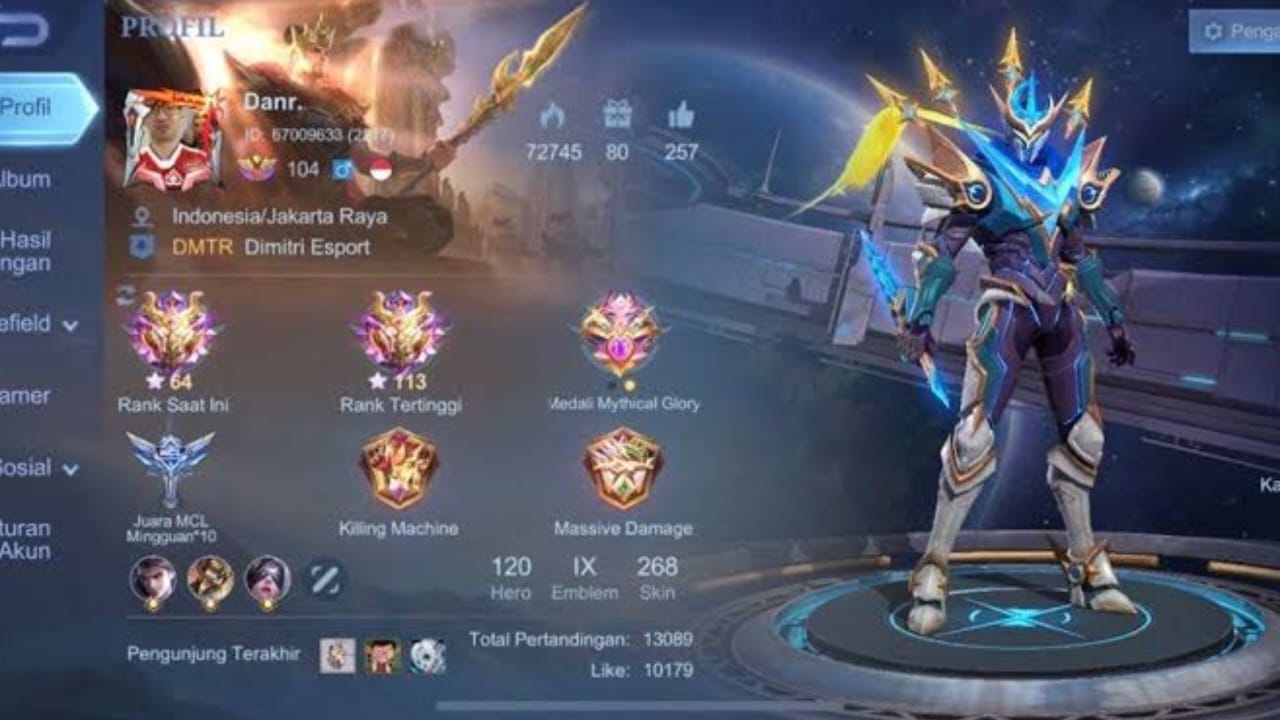 PROFIL
Penga
Profil
Danr.
ID: 67009633 (2217)
104
72745 80 257
lbum
Indonesia/Jakarta Raya
DMTR Dimitri Esport
Hasil
ngan
efield
64 113
Rank Saat Ini Rank Tertinggi Medali Mythical Glory
amer
Sosial
Juara MCL
Mingguan*10
Killing Machine Massive Damage
Ka
turan
Akun
120 IX 268
Hero Emblem Skin
Pengunjung Terakhir
Total Pertandingan: 13089
Like: 10179